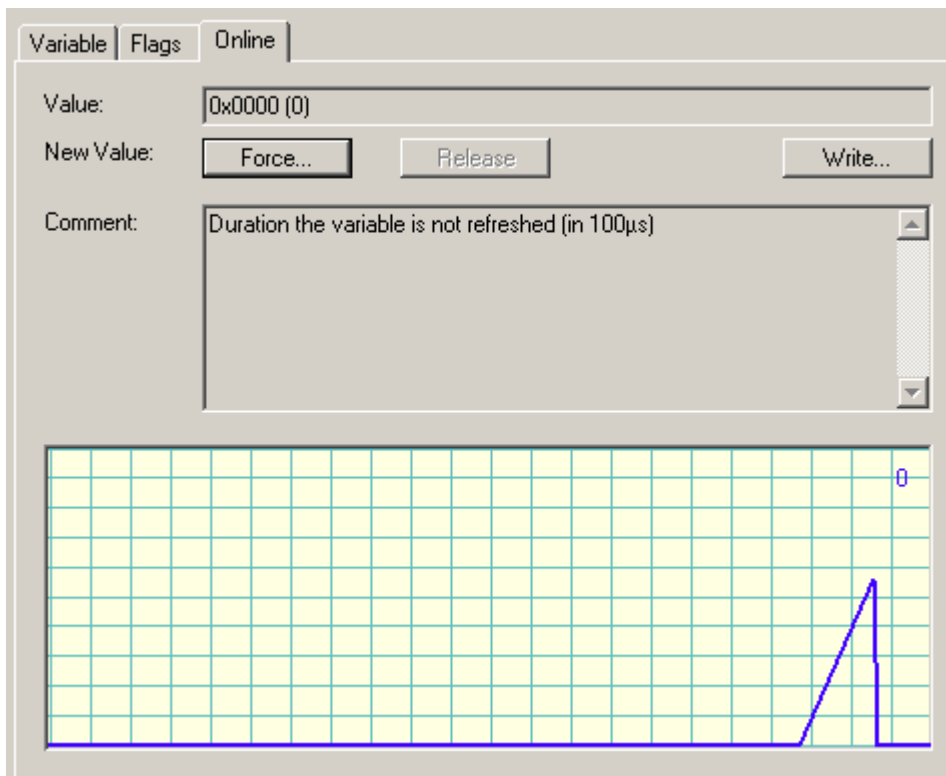 Variable Flags Online
Value: 0x0000 (0)
New Value: Force... Release Write...
Comment: Duration the variable is not refreshed (in 100µs)
0